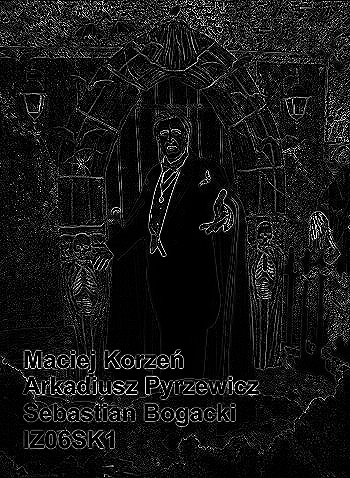 Maciej Korzeń
Arkadiusz Pyrzewicz
Sebastian Bogacki
IZ06SK1